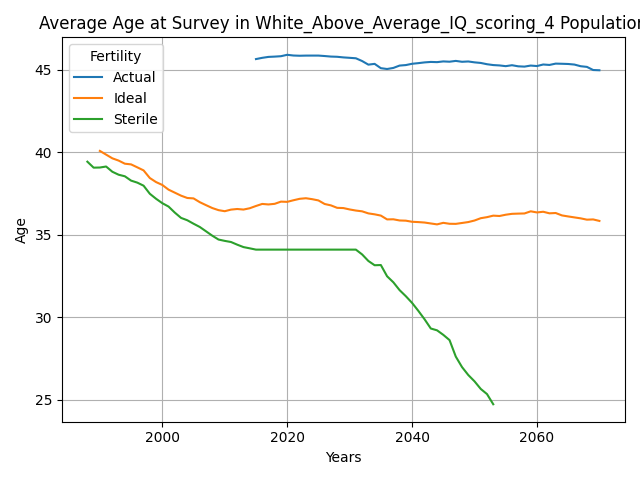 Average Age at Survey in White_Above_Average_IQ_scoring_4 Population
Fertility
Actual
Ideal
Sterile
45
40
35
30
25
Age
2000
2020
2040
2060
Years